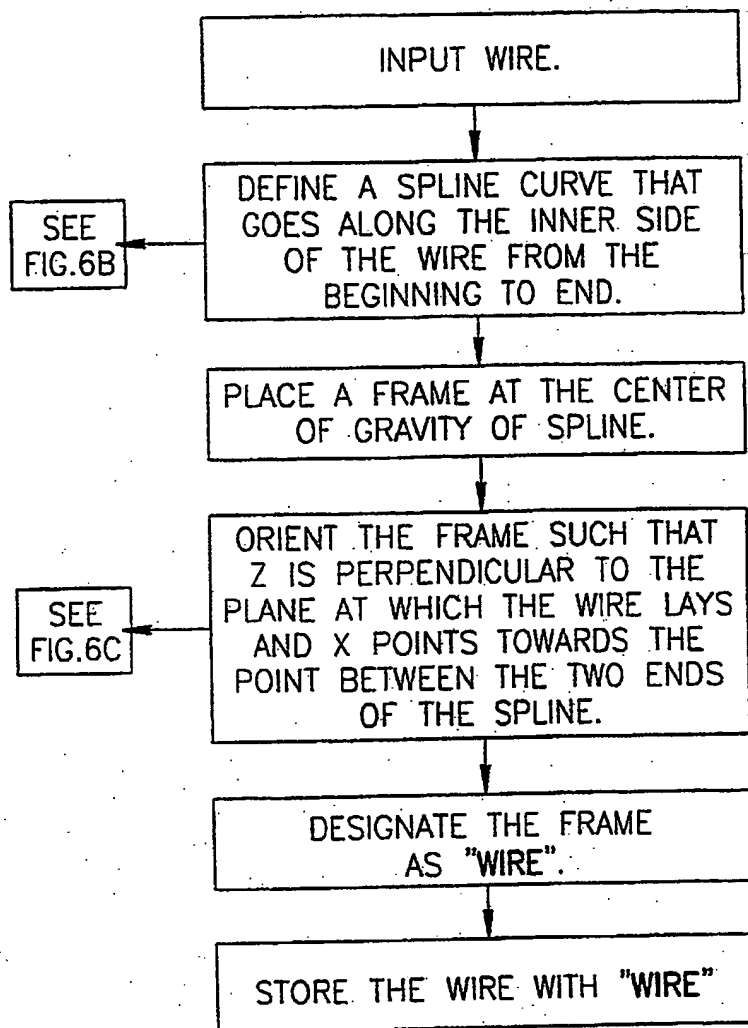 INPUT WIRE.
DEFINE A SPLINE CURVE THAT
GOES ALONG THE INNER SIDE
OF THE WIRE FROM THE
BEGINNING TO END.
SEE
FIG.6B
PLACE A FRAME AT THE CENTER
OF GRAVITY OF SPLINE.
ORIENT THE FRAME SUCH THAT
Z IS PERPENDICULAR TO THE
PLANE AT WHICH THE WIRE LAYS
AND X POINTS TOWARDS THE
POINT BETWEEN THE TWO ENDS
OF THE SPLINE.
SEE
FIG.6C
DESIGNATE THE FRAME
AS "WIRE".
STORE THE WIRE WITH "WIRE"